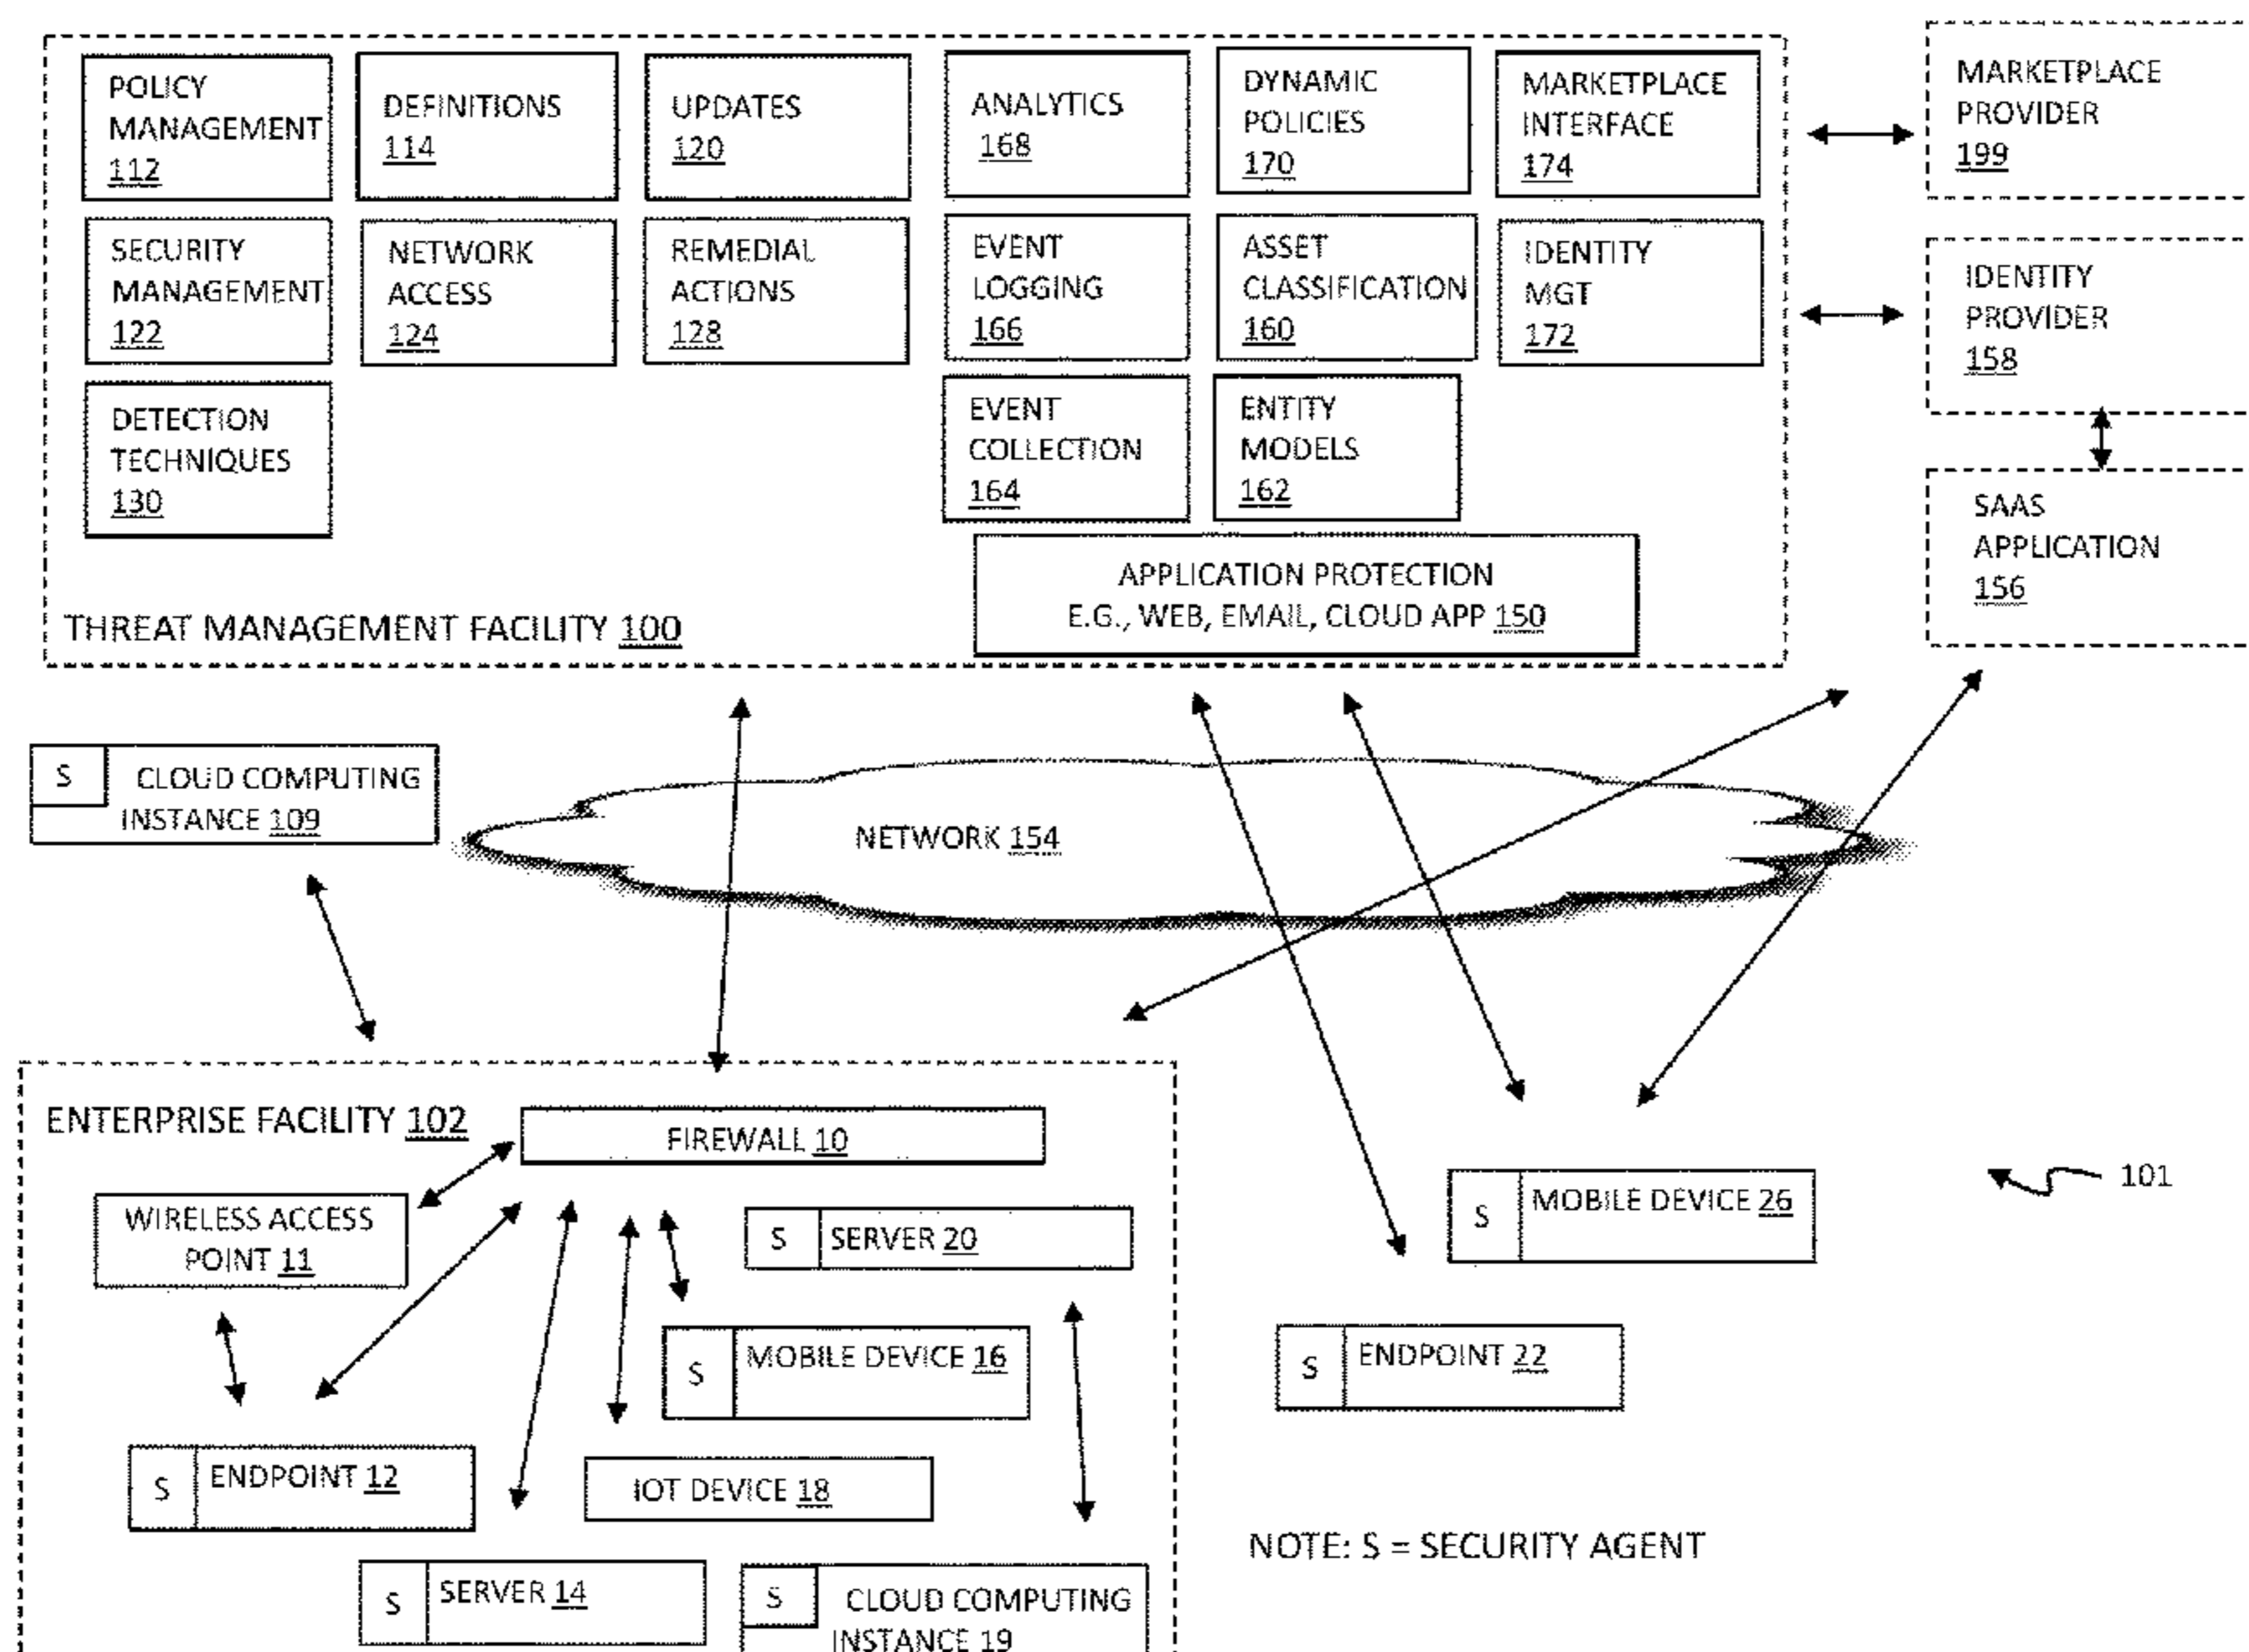 POLICY
MANAGEMENT
112
DEFINITIONS
114
UPDATES
120
ANALYTICS
168
DYNAMIC
POLICIES
170
MARKETPLACE
INTERFACE
174
MARKETPLACE
PROVIDER
199
SECURITY
MANAGEMENT
122
NETWORK
ACCESS
124
REMEDIAL
ACTIONS
128
EVENT
LOGGING
166
ASSET
CLASSIFICATION
160
IDENTITY
MGT
172
IDENTITY
PROVIDER
158
DETECTION
TECHNIQUES
130
EVENT
COLLECTION
164
ENTITY
MODELS
162
SAAS
APPLICATION
156
APPLICATION PROTECTION
E.G., WEB, EMAIL, CLOUD APP 150
THREAT MANAGEMENT FACILITY 100
S
CLOUD COMPUTING
INSTANCE 109
NETWORK 154
ENTERPRISE FACILITY 102
FIREWALL 10
WIRELESS ACCESS
POINT 11
S
SERVER 20
S
MOBILE DEVICE 26
101
S
MOBILE DEVICE 16
S
ENDPOINT 22
S
ENDPOINT 12
IOT DEVICE 18
NOTE: S = SECURITY AGENT
S
SERVER 14
S
CLOUD COMPUTING
INSTANCE 19